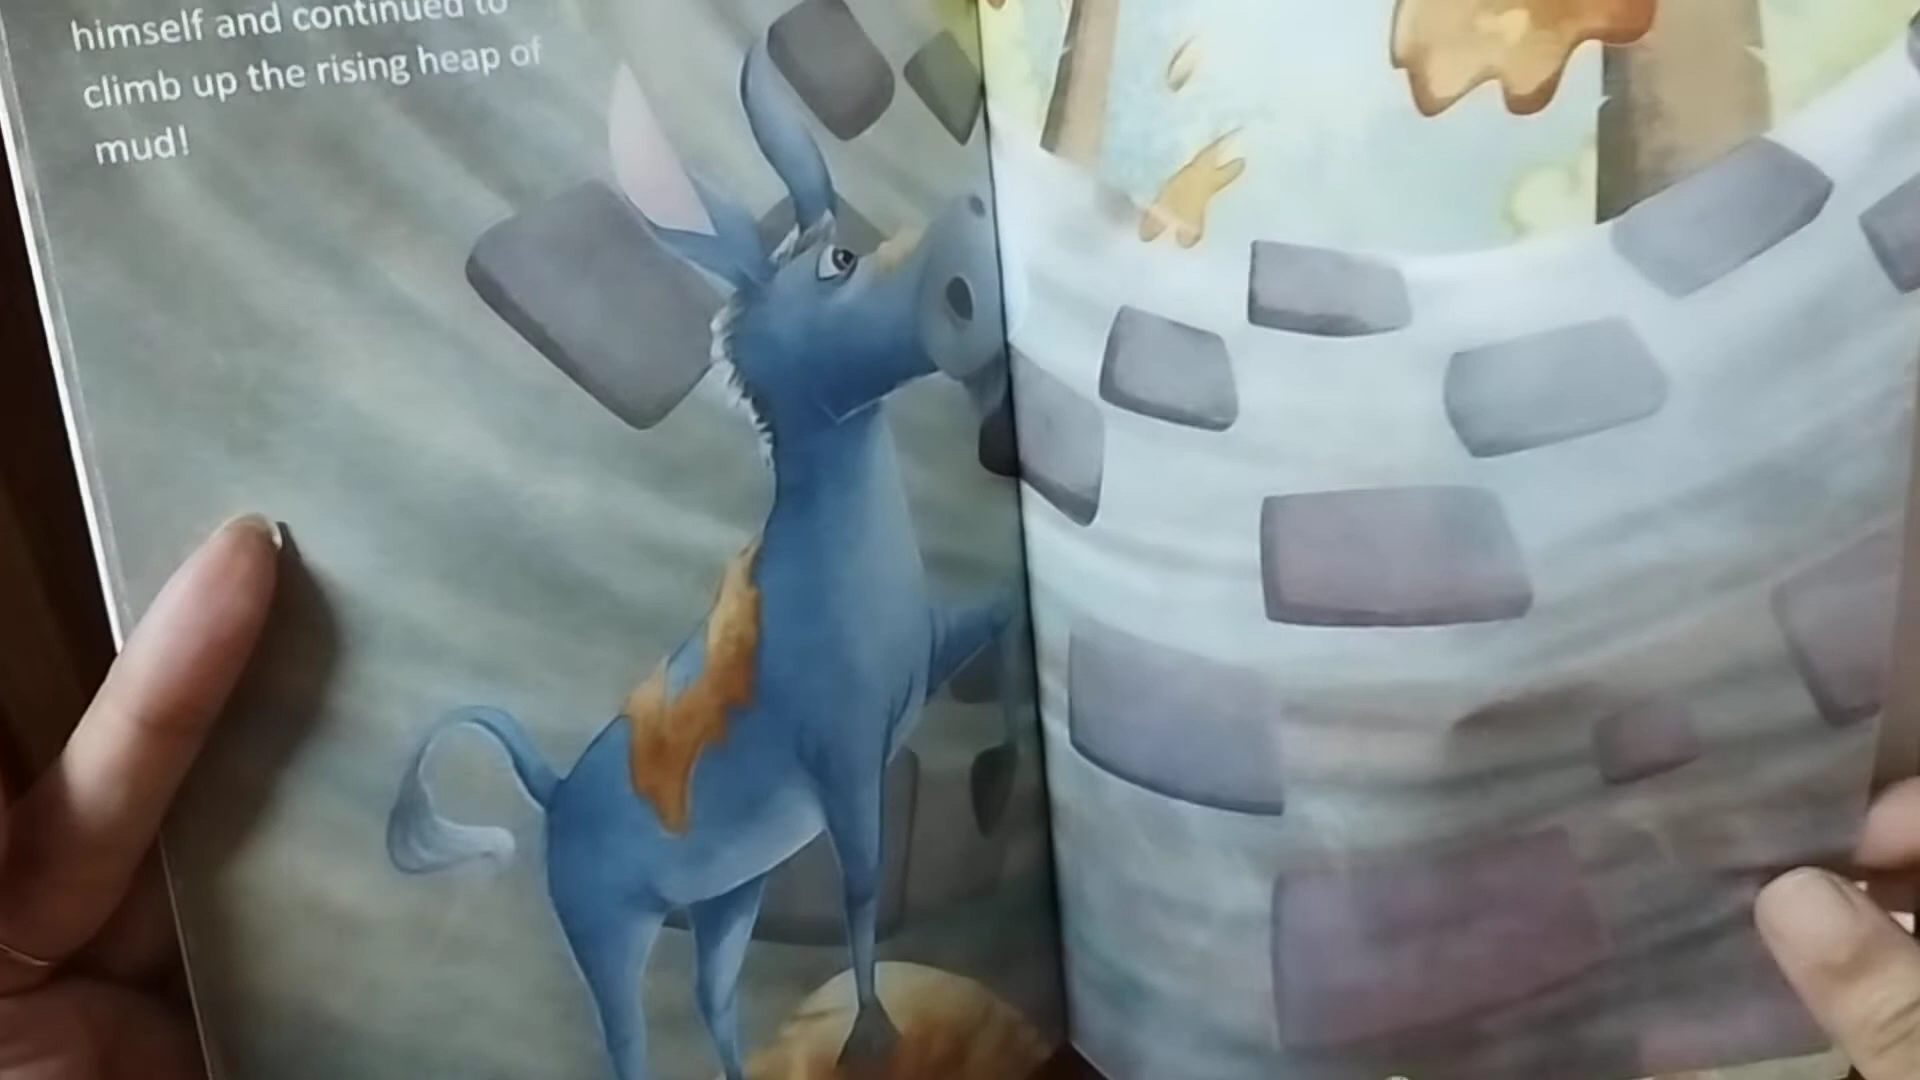 himself and continued to
climb up the rising heap of
mud!